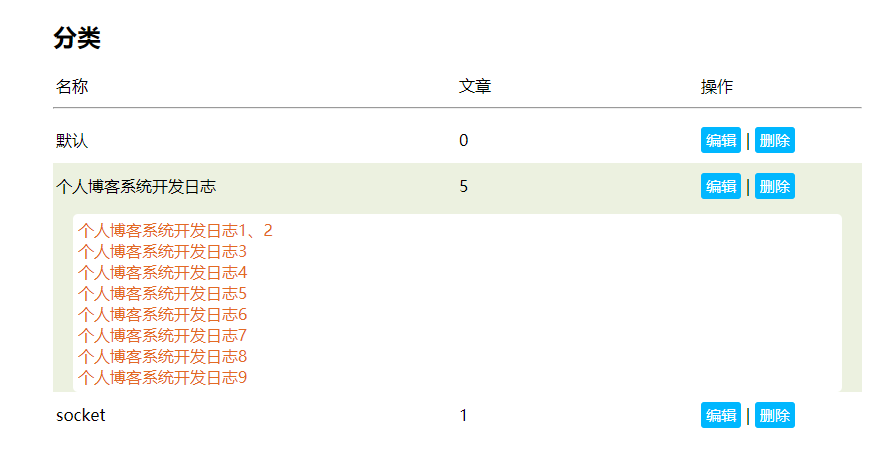 分类
名称 文章 操作
默认 0 编辑 | 删除
个人博客系统开发日志 5 编辑 | 删除
个人博客系统开发日志1、2
个人博客系统开发日志3
个人博客系统开发日志4
个人博客系统开发日志5
个人博客系统开发日志6
个人博客系统开发日志7
个人博客系统开发日志8
个人博客系统开发日志9
socket 1 编辑 | 删除